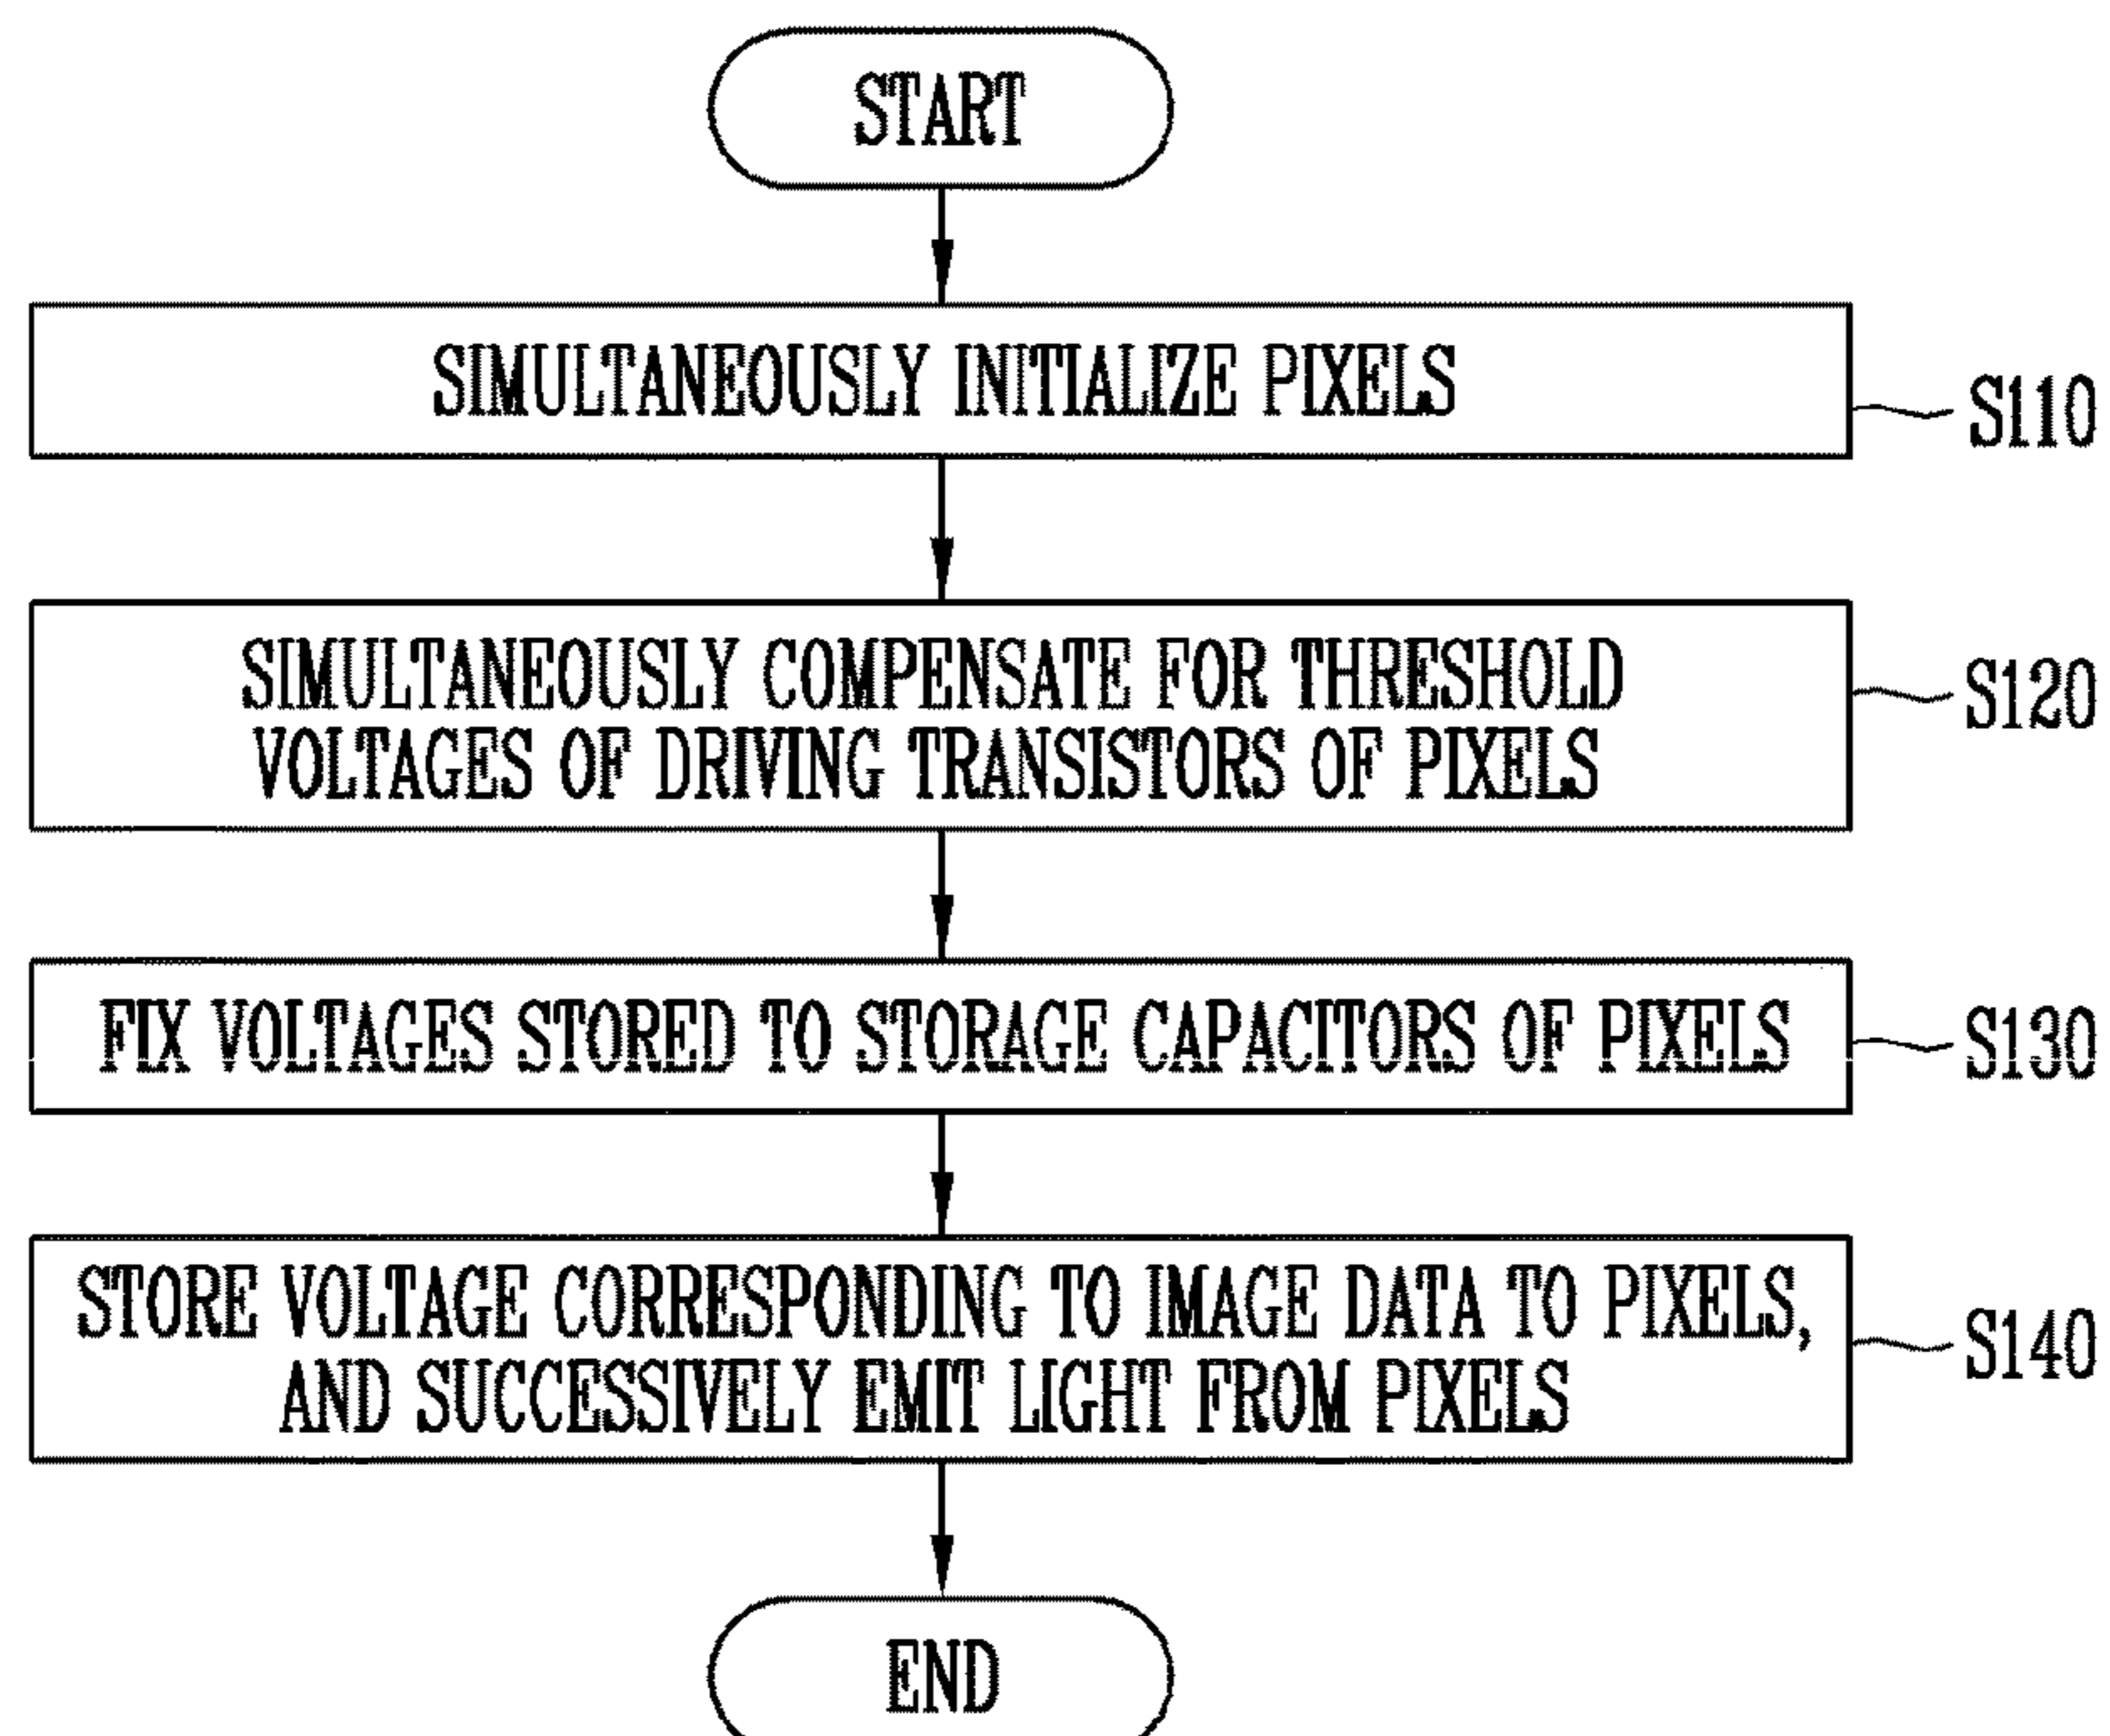 START
SIMULTANEOUSLY INITIALIZE PIXELS
S110
SIMULTANEOUSLY COMPENSATE FOR THRESHOLD
VOLTAGES OF DRIVING TRANSISTORS OF PIXELS
S120
FIX VOLTAGES STORED TO STORAGE CAPACITORS OF PIXELS
S130
STORE VOLTAGE CORRESPONDING TO IMAGE DATA TO PIXELS,
AND SUCCESSIVELY EMIT LIGHT FROM PIXELS
S140
END